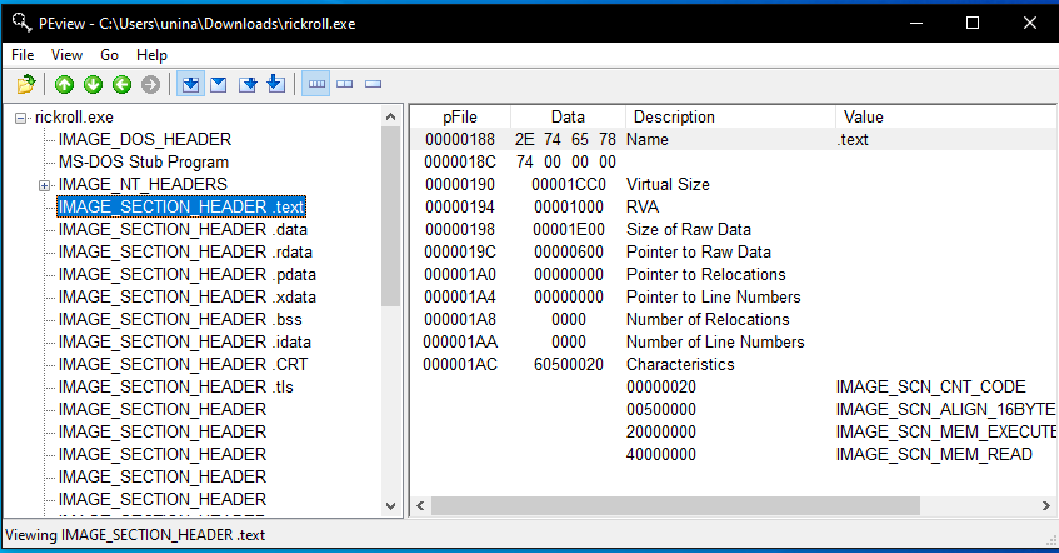 PEview - C:\Users\unina\Downloads\rickroll.exe
File View Go Help
rickroll.exe
IMAGE_DOS_HEADER
MS-DOS Stub Program
IMAGE_NT_HEADERS
IMAGE_SECTION_HEADER .text
IMAGE_SECTION_HEADER .data
IMAGE_SECTION_HEADER .rdata
IMAGE_SECTION_HEADER .pdata
IMAGE_SECTION_HEADER .xdata
IMAGE_SECTION_HEADER .bss
IMAGE_SECTION_HEADER .idata
IMAGE_SECTION_HEADER .CRT
IMAGE_SECTION_HEADER .tls
IMAGE_SECTION_HEADER
IMAGE_SECTION_HEADER
IMAGE_SECTION_HEADER
IMAGE_SECTION_HEADER
IMAGE_SECTION_HEADER
pFile Data Description Value
00000188 2E 74 65 78 Name .text
0000018C 74 00 00 00
00000190 00001CC0 Virtual Size
00000194 00001000 RVA
00000198 00001E00 Size of Raw Data
0000019C 00000600 Pointer to Raw Data
000001A0 00000000 Pointer to Relocations
000001A4 00000000 Pointer to Line Numbers
000001A8 0000 Number of Relocations
000001AA 0000 Number of Line Numbers
000001AC 60500020 Characteristics
00000020 IMAGE_SCN_CNT_CODE
00500000 IMAGE_SCN_ALIGN_16BYTE
20000000 IMAGE_SCN_MEM_EXECUTE
40000000 IMAGE_SCN_MEM_READ
Viewing IMAGE_SECTION_HEADER .text